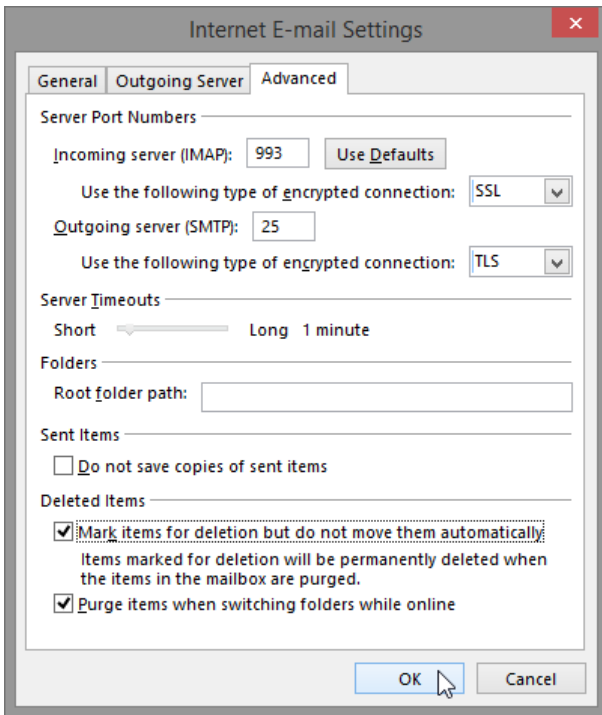 Internet E-mail Settings
General Outgoing Server Advanced
Server Port Numbers
Incoming server (IMAP): 993 Use Defaults
Use the following type of encrypted connection: SSL
Outgoing server (SMTP): 25
Use the following type of encrypted connection: TLS
Server Timeouts
Short Long 1 minute
Folders
Root folder path:
Sent Items
Do not save copies of sent items
Deleted Items
Mark items for deletion but do not move them automatically
Items marked for deletion will be permanently deleted when
the items in the mailbox are purged.
Purge items when switching folders while online
OK Cancel